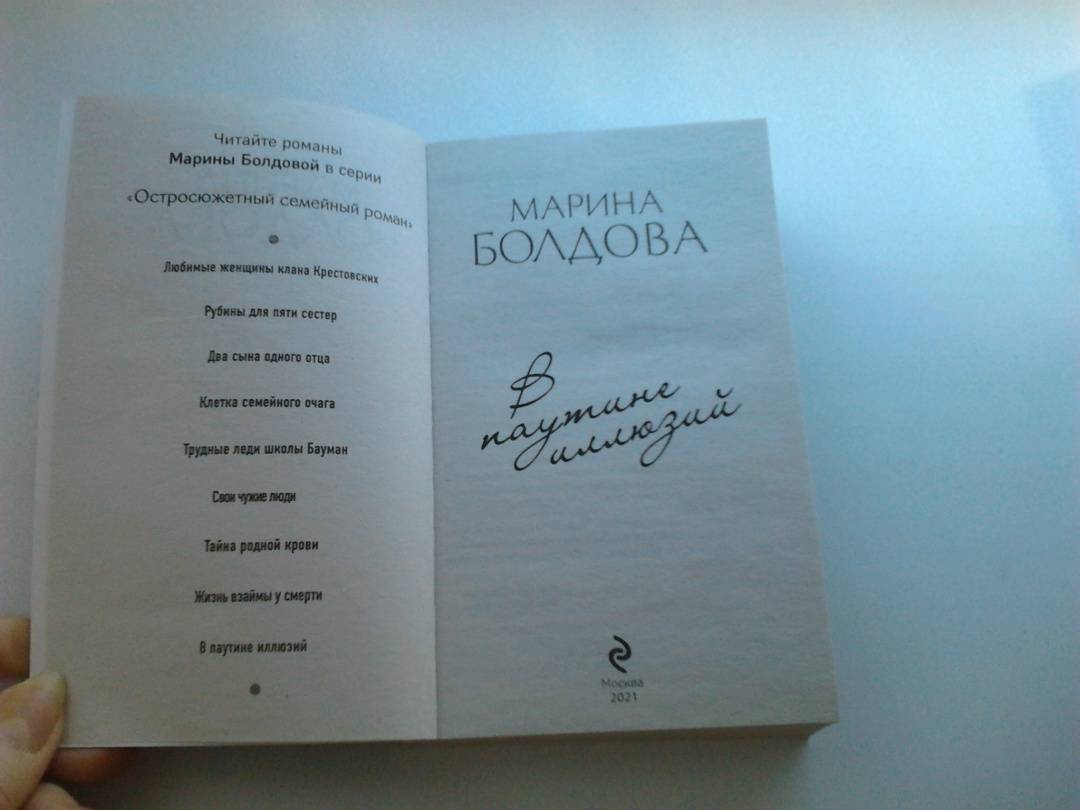 Читайте романы
Марины Болдовой в серии
«Остросюжетный семейный роман»
Любимые женщины клана Крестовских
Рубины для пяти сестер
Два сына одного отца
Клетка семейного очага
Трудные леди школы Бауман
Свои чужие люди
Тайна родной крови
Жизнь взаймы у смерти
В паутине иллюзий
МАРИНА
БОЛДОВА
В
паутине
иллюзий
Москва
2021